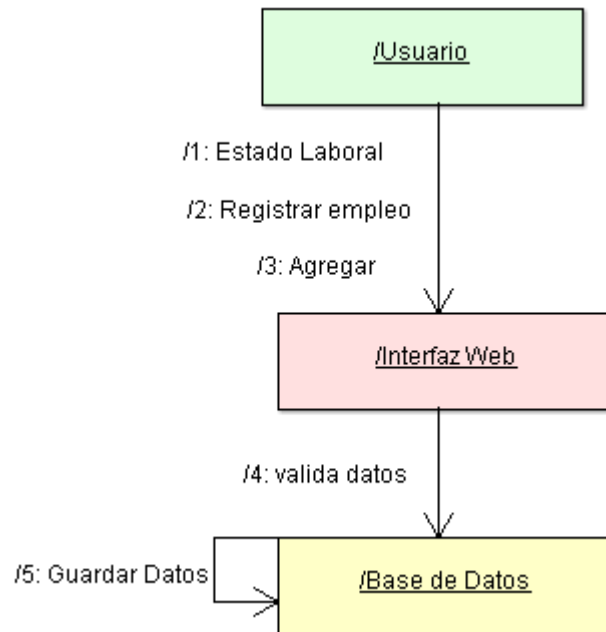 /Usuario
/1: Estado Laboral
/2: Registrar empleo
/3: Agregar
/Interfaz Web
/4: valida datos
/5: Guardar Datos
/Base de Datos